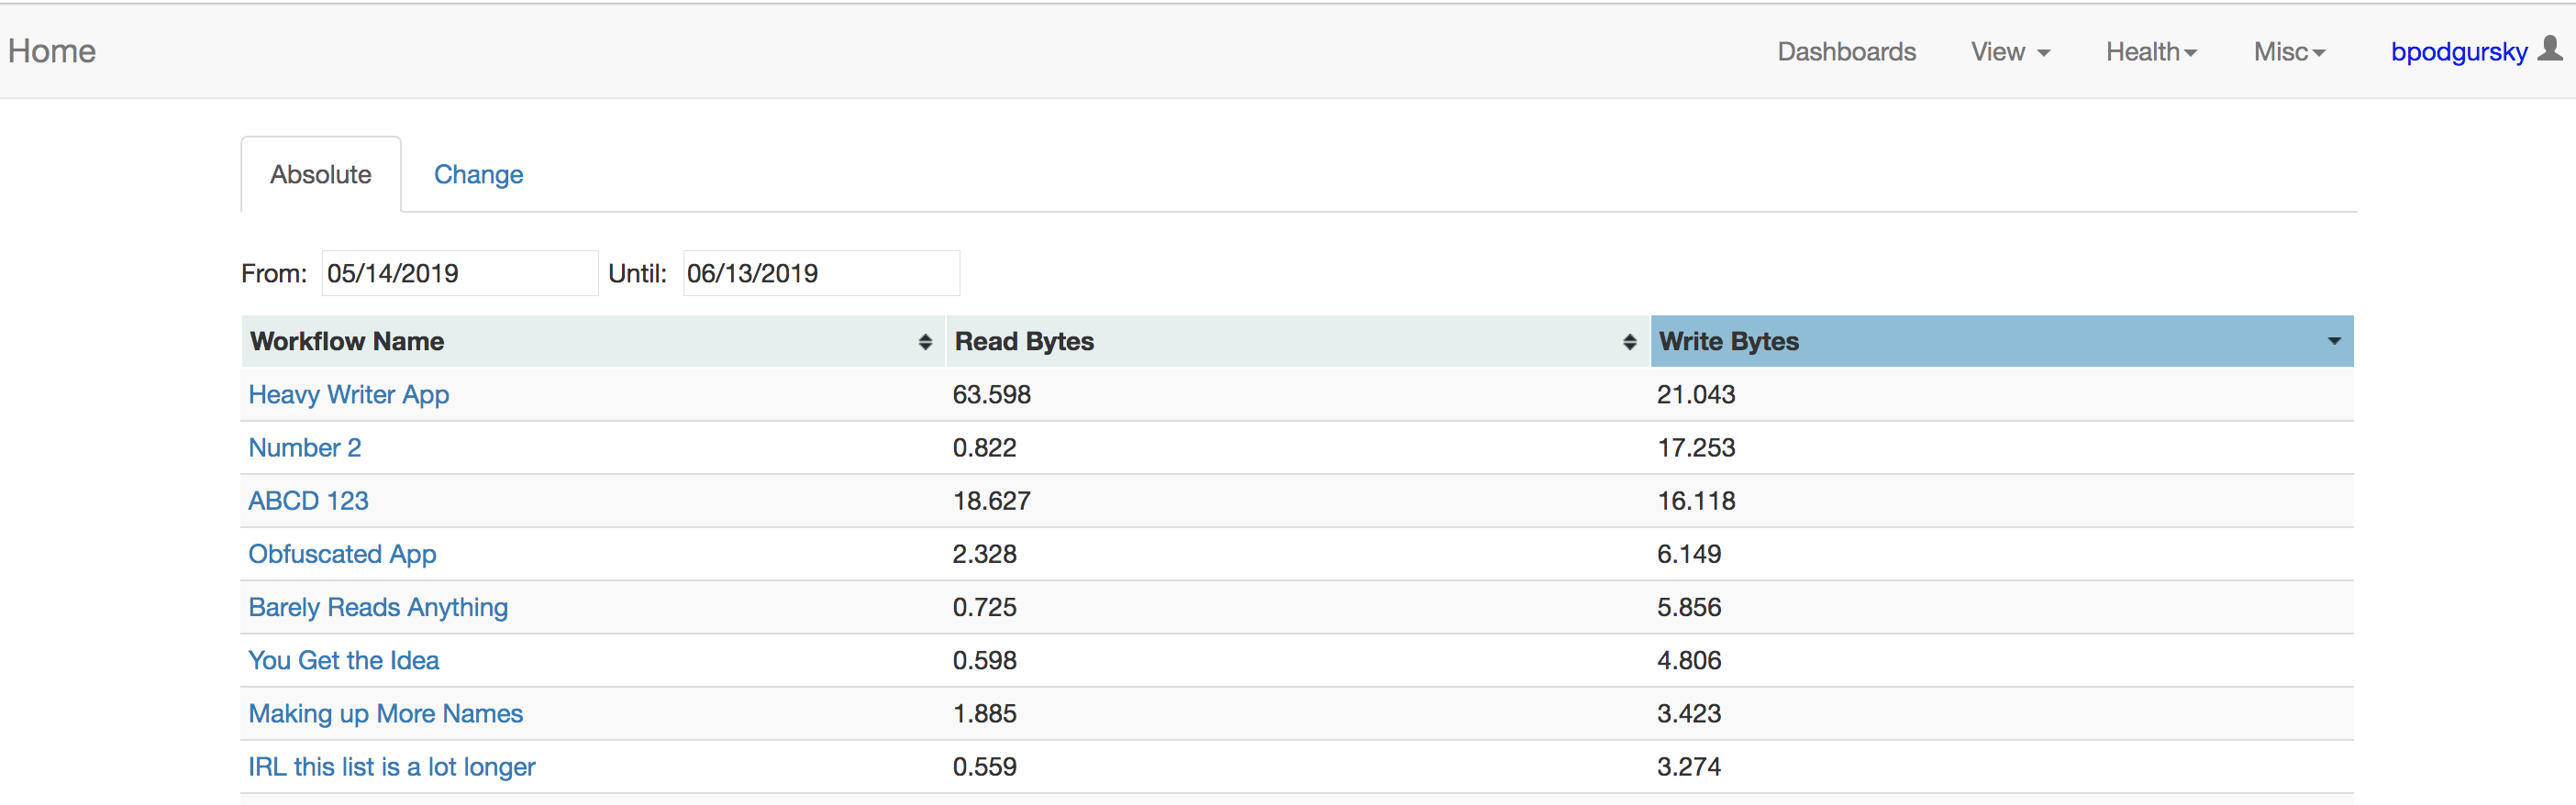 Home Dashboards View Health Misc bpodgursky
Absolute Change
From: 05/14/2019 Until: 06/13/2019
Workflow Name Read Bytes Write Bytes
Heavy Writer App 63.598 21.043
Number 2 0.822 17.253
ABCD 123 18.627 16.118
Obfuscated App 2.328 6.149
Barely Reads Anything 0.725 5.856
You Get the Idea 0.598 4.806
Making up More Names 1.885 3.423
IRL this list is a lot longer 0.559 3.274